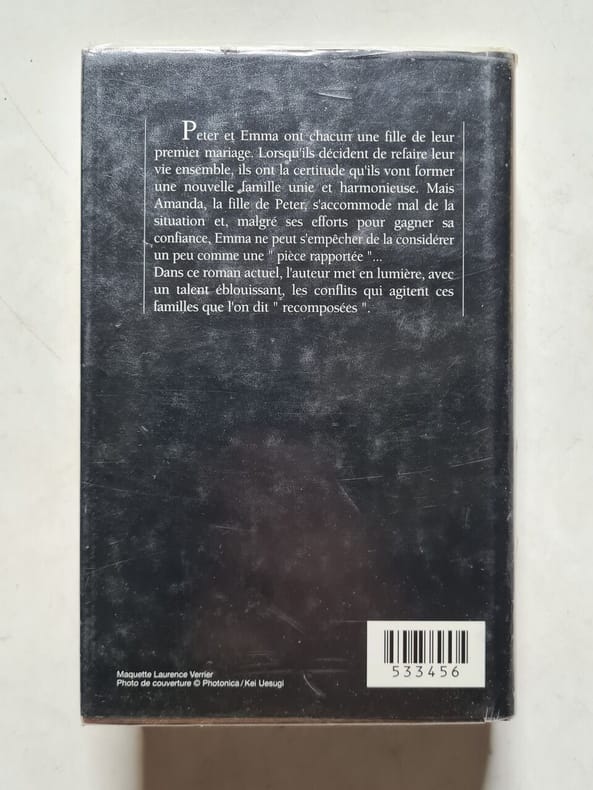 Peter et Emma ont chacun une fille de leur
premier mariage. Lorsqu'ils décident de refaire leur
vie ensemble, ils ont la certitude qu'ils vont former
une nouvelle famille unie et harmonieuse. Mais
Amanda, la fille de Peter, s'accommode mal de la
situation et, malgré ses efforts pour gagner sa
confiance, Emma ne peut s'empêcher de la considérer
un peu comme une " pièce rapportée "...
Dans ce roman actuel, l'auteur met en lumière, avec
un talent éblouissant, les conflits qui agitent ces
familles que l'on dit " recomposées ".
Maquette Laurence Verrier
Photo de couverture © Photonica / Kei Uesugi
533456